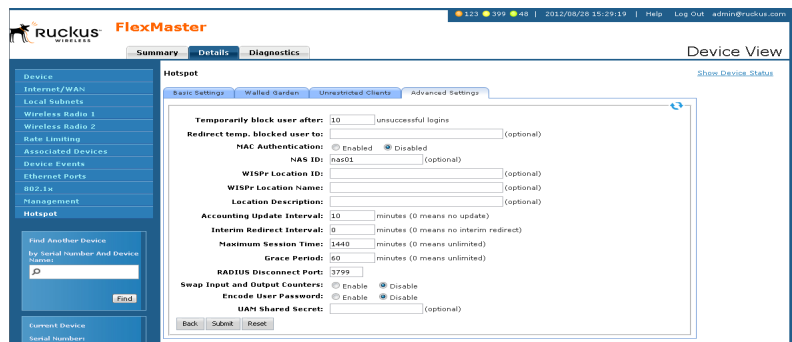 123 399 48 | 2012/08/28 15:29:19 | Help Log Out admin@ruckus.com
Ruckus WIRELESS FlexMaster
Summary Details Diagnostics Device View
Device
Internet/WAN
Local Subnets
Wireless Radio 1
Wireless Radio 2
Rate Limiting
Associated Devices
Device Events
Ethernet Ports
802.1x
Management
Hotspot
Find Another Device
by Serial Number And Device
Name:
Find
Current Device
Serial Number:
Hotspot Show Device Status
Basic Settings Walled Garden Unrestricted Clients Advanced Settings
Temporarily block user after: 10 unsuccessful logins
Redirect temp. blocked user to: (optional)
MAC Authentication: Enabled Disabled
NAS ID: nas01 (optional)
WISPr Location ID: (optional)
WISPr Location Name: (optional)
Location Description: (optional)
Accounting Update Interval: 10 minutes (0 means no update)
Interim Redirect Interval: 0 minutes (0 means no interim redirect)
Maximum Session Time: 1440 minutes (0 means unlimited)
Grace Period: 60 minutes (0 means unlimited)
RADIUS Disconnect Port: 3799
Swap Input and Output Counters: Enable Disable
Encode User Password: Enable Disable
UAM Shared Secret: (optional)
Back Submit Reset